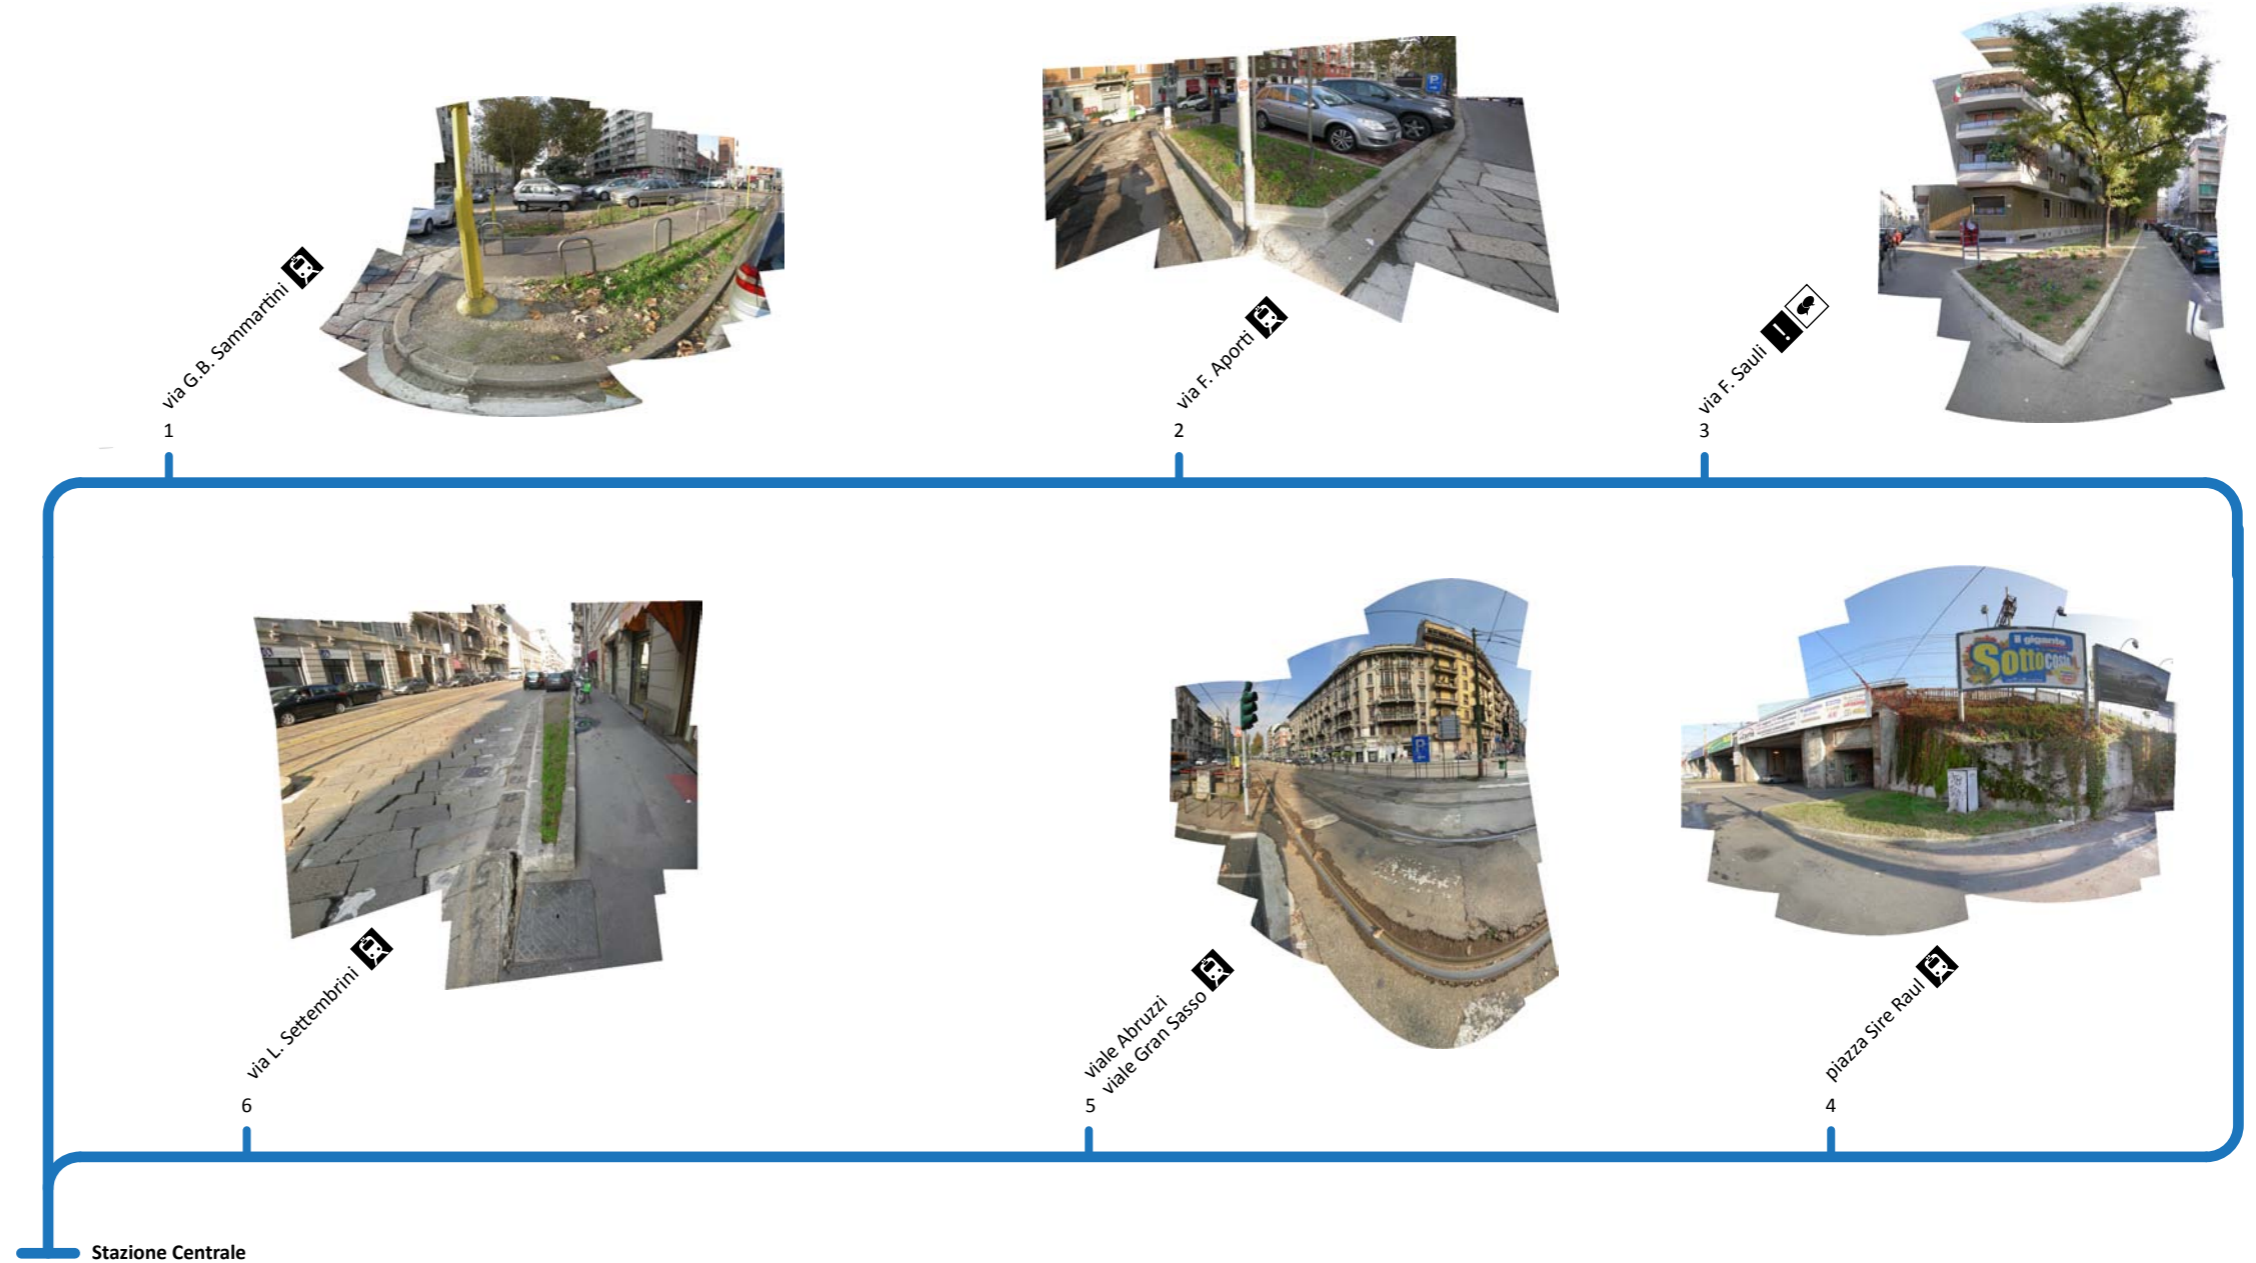 via G.B. Sammartini
1
via F. Aporti
2
via F. Sauli
!
3
P
il gigante
Sottocosto
via L. Settembrini
6
viale Abruzzi
viale Gran Sasso
5
P
piazza Sire Raul
4
Stazione Centrale